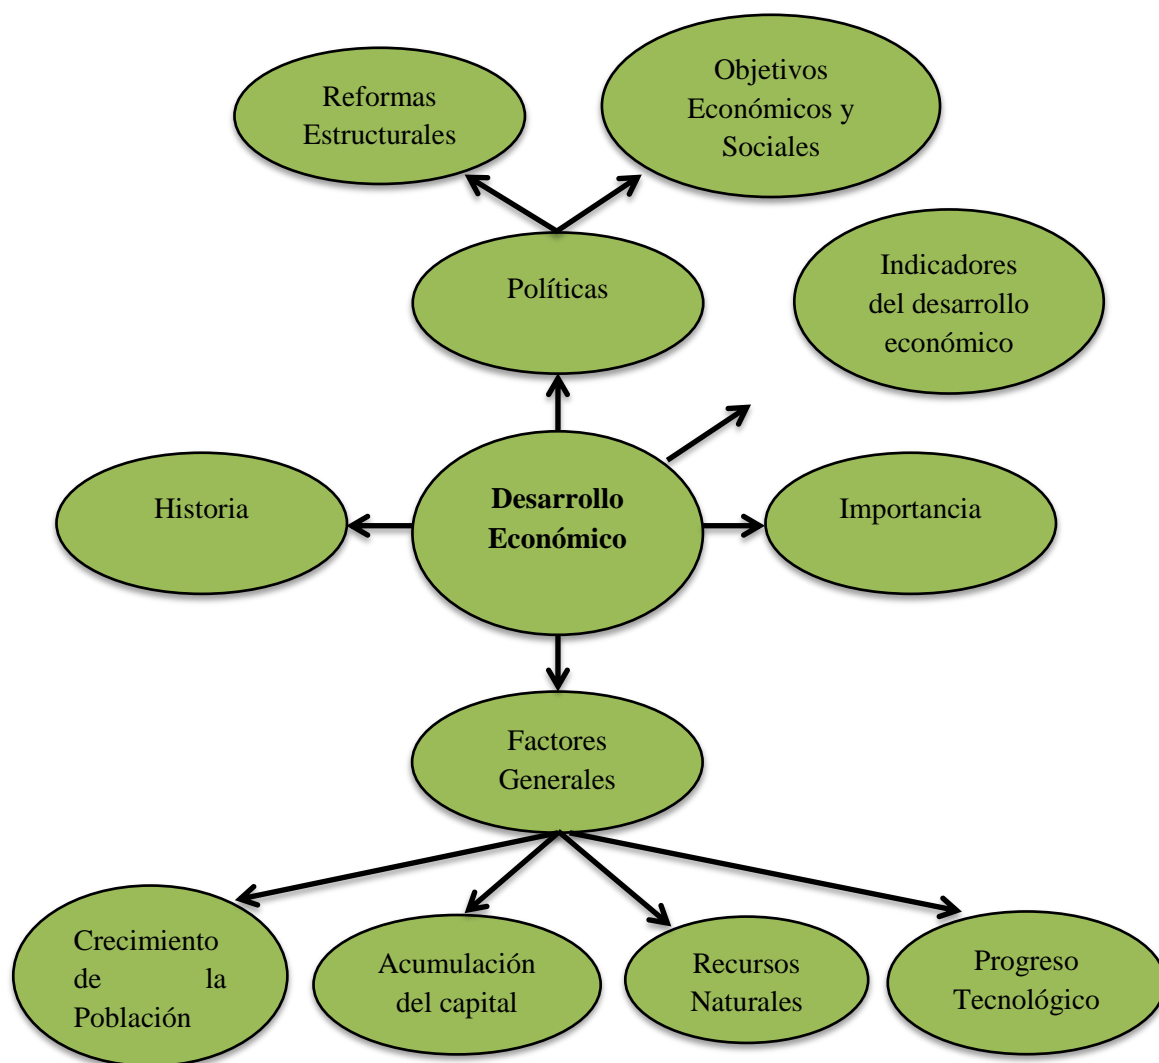 Reformas
Estructurales
Objetivos
Económicos y
Sociales
Políticas
Indicadores
del desarrollo
económico
Historia
Desarrollo
Económico
Importancia
Factores
Generales
Crecimiento
de la
Población
Acumulación
del capital
Recursos
Naturales
Progreso
Tecnológico